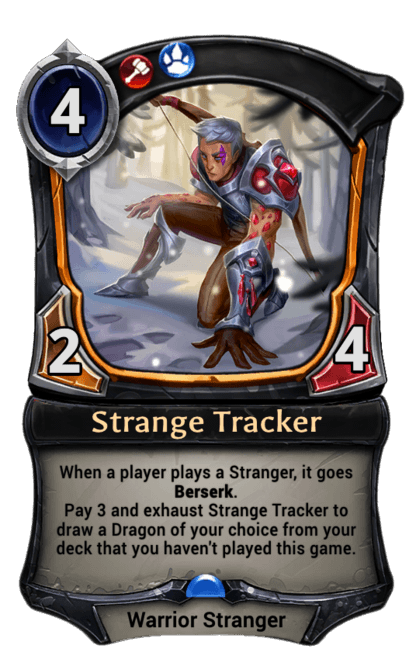 4
2
4
Strange Tracker
When a player plays a Stranger, it goes
Berserk.
Pay 3 and exhaust Strange Tracker to
draw a Dragon of your choice from your
deck that you haven't played this game.
Warrior Stranger